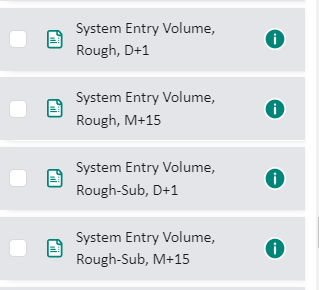 System Entry Volume,
Rough, D+1
System Entry Volume,
Rough, M+15
System Entry Volume,
Rough-Sub, D+1
System Entry Volume,
Rough-Sub, M+15